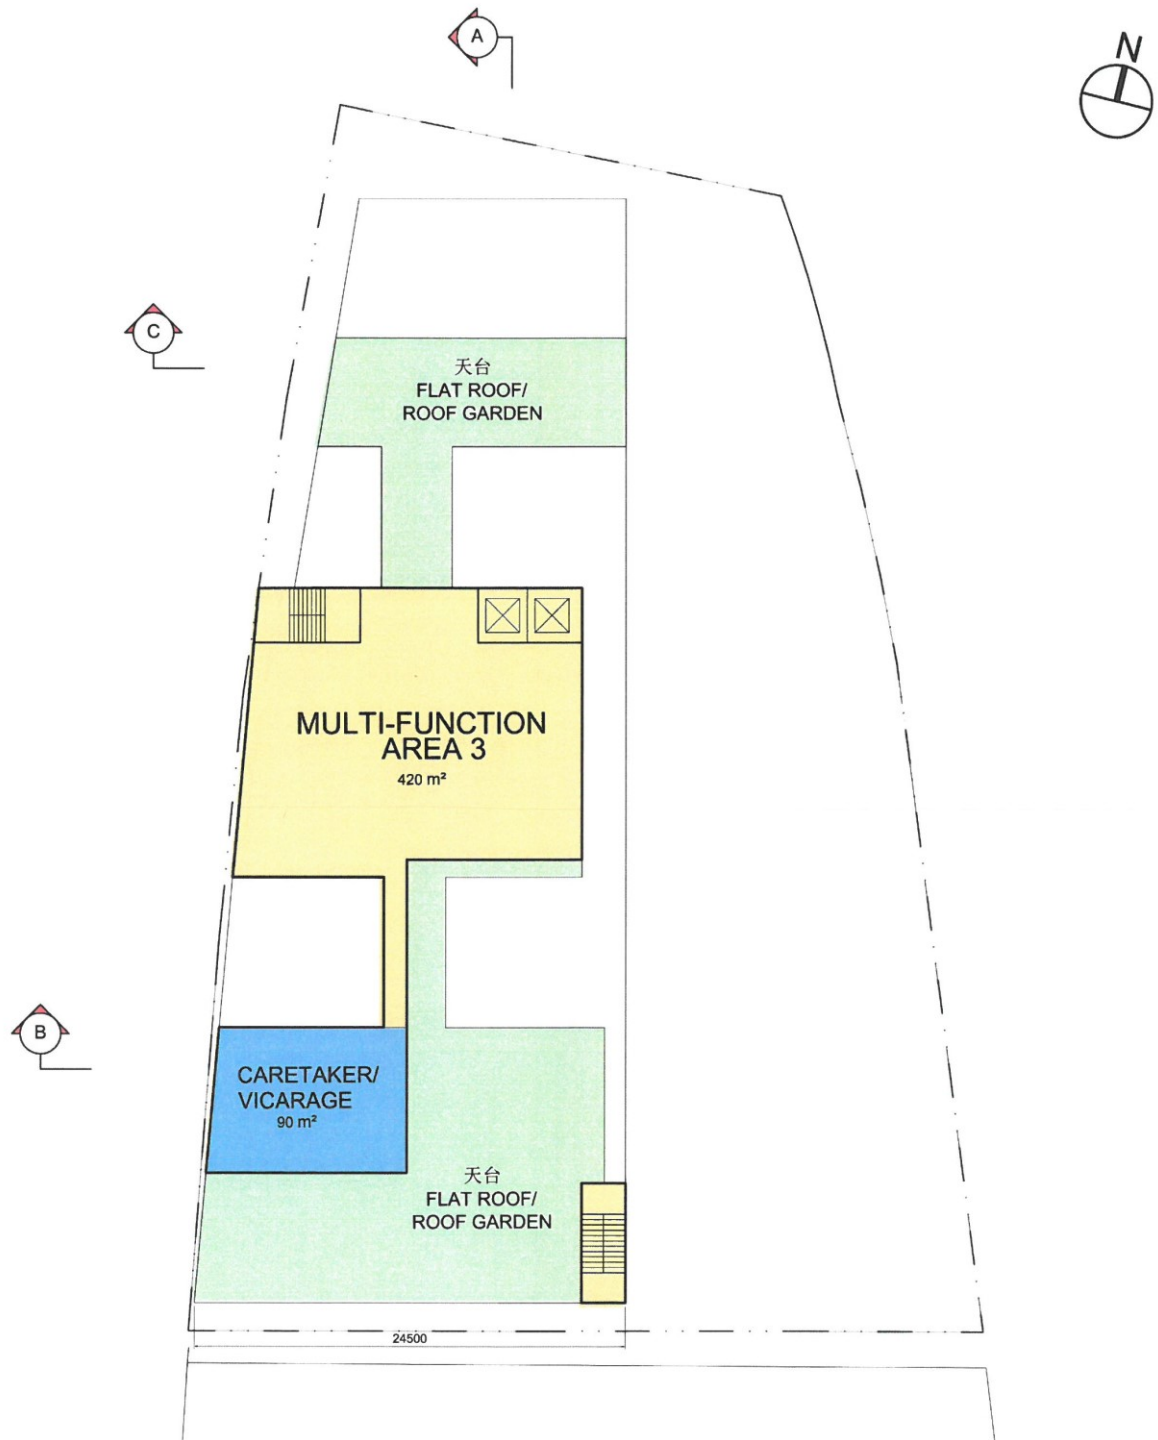 A
N
C
天台
FLAT ROOF/
ROOF GARDEN
MULTI-FUNCTION
AREA 3
420 m²
B
CARETAKER/
VICARAGE
90 m²
天台
FLAT ROOF/
ROOF GARDEN
24500